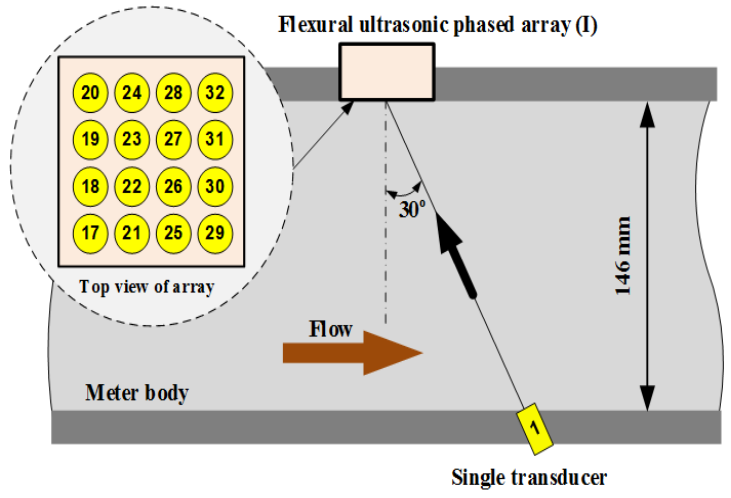 Flexural ultrasonic phased array (I)
20 24 28 32
19 23 27 31
18 22 26 30
17 21 25 29
Top view of array
30°
146 mm
Flow
Meter body
1
Single transducer